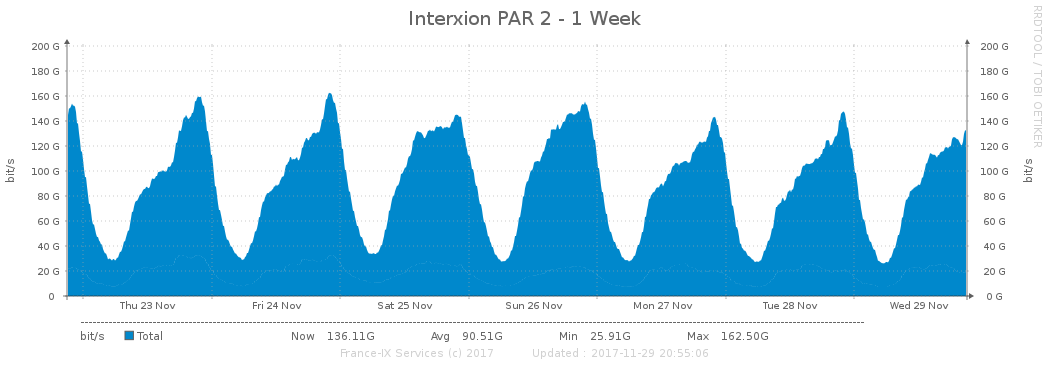 Interxion PAR 2 - 1 Week
RRDTOOL / TOBI OETIKER
bit/s
200 G
180 G
160 G
140 G
120 G
100 G
80 G
60 G
40 G
20 G
0
200 G
180 G
160 G
140 G
120 G
100 G
80 G
60 G
40 G
20 G
0 G
bit/s
Thu 23 Nov Fri 24 Nov Sat 25 Nov Sun 26 Nov Mon 27 Nov Tue 28 Nov Wed 29 Nov
bit/s Total Now 136.11G Avg 90.51G Min 25.91G Max 162.50G
France-IX Services (c) 2017 Updated : 2017-11-29 20:55:06